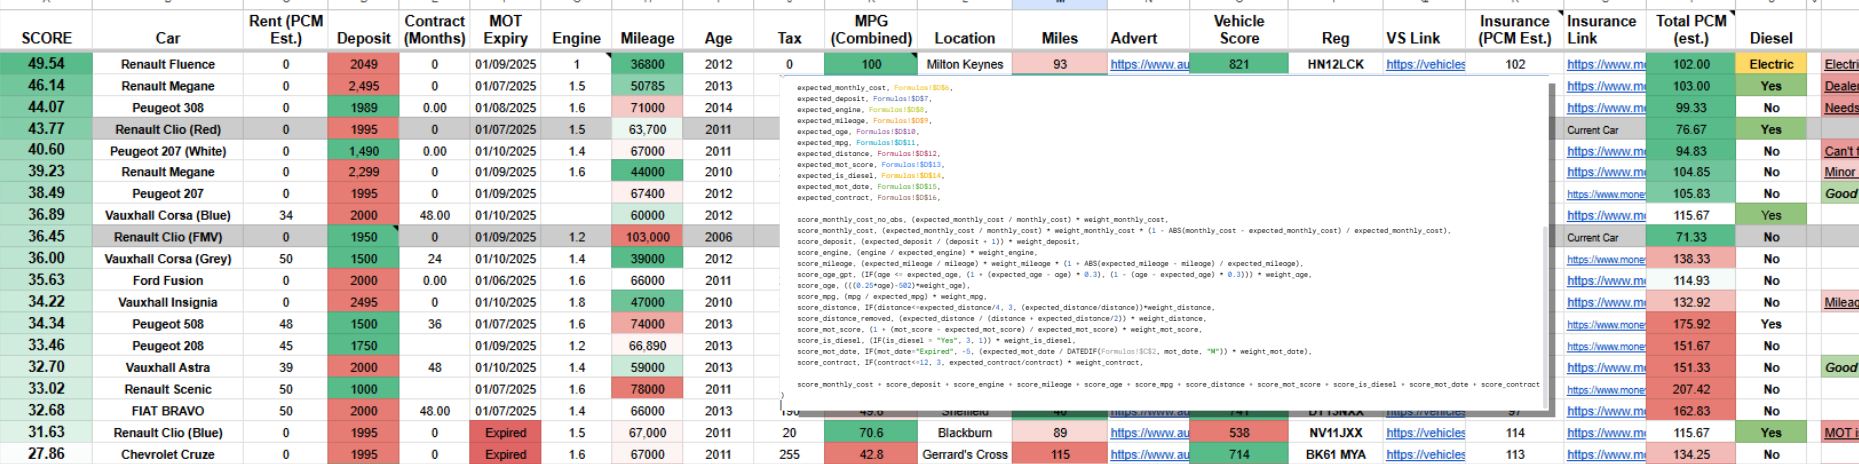 SCORE Car Rent (PCM Est.) Deposit Contract (Months) MOT Expiry Engine Mileage Age Tax MPG (Combined) Location Miles Advert Vehicle Score Reg VS Link Insurance (PCM Est.) Insurance Link Total PCM (est.) Diesel
49.54 Renault Fluence 0 2049 0 01/09/2025 1 36800 2012 0 100 Milton Keynes 93 https://www.au 821 HN12LCK https://vehicles 102 https://www.mo 102.00 Electric Electri
46.14 Renault Megane 0 2,495 0 01/07/2025 1.5 50785 2013 https://www.mo 103.00 Yes Dealer
44.07 Peugeot 308 0 1989 0.00 01/08/2025 1.6 71000 2014 https://www.mo 99.33 No Needs
43.77 Renault Clio (Red) 0 1995 0 01/07/2025 1.5 63,700 2011 Current Car 76.67 Yes
40.60 Peugeot 207 (White) 0 1,490 0.00 01/10/2025 1.4 67000 2011 https://www.mo 94.83 No Can't f
39.23 Renault Megane 0 2,299 0 01/09/2025 1.6 44000 2010 https://www.mo 104.85 No Minor
38.49 Peugeot 207 0 1995 0 01/09/2025 67400 2012 https://www.mone 105.83 No Good
36.89 Vauxhall Corsa (Blue) 34 2000 48.00 01/10/2025 60000 2012 https://www.mo 115.67 Yes
36.45 Renault Clio (FMV) 0 1950 0 01/09/2025 1.2 103,000 2006 Current Car 71.33 No
36.00 Vauxhall Corsa (Grey) 50 1500 24 01/10/2025 1.4 39000 2012 https://www.mone 138.33 No
35.63 Ford Fusion 0 2000 0.00 01/06/2025 1.6 66000 2011 https://www.mone 114.93 No
34.22 Vauxhall Insignia 0 2495 0 01/10/2025 1.8 47000 2010 https://www.mo 132.92 No Mileag
34.34 Peugeot 508 48 1500 36 01/07/2025 1.6 74000 2013 https://www.mone 175.92 Yes
33.46 Peugeot 208 45 1750 01/09/2025 1.2 66,890 2013 https://www.mone 151.67 No
32.70 Vauxhall Astra 39 2000 48 01/10/2025 1.4 59000 2013 https://www.mo 151.33 No Good
33.02 Renault Scenic 50 1000 01/07/2025 1.6 78000 2011 https://www.mone 207.42 No
32.68 FIAT BRAVO 50 2000 48.00 01/07/2025 1.4 66000 2013 190 49.6 Sheffield 40 https://www.au 741 DT13NXX https://vehicles 97 https://www.mo 162.83 No
31.63 Renault Clio (Blue) 0 1995 0 Expired 1.5 67,000 2011 20 70.6 Blackburn 89 https://www.au 538 NV11JXX https://vehicles 114 https://www.mo 115.67 Yes MOT i
27.86 Chevrolet Cruze 0 1995 0 Expired 1.6 67000 2011 255 42.8 Gerrard's Cross 115 https://www.au 714 BK61 MYA https://vehicles 113 https://www.mo 134.25 No
expected_monthly_cost, Formulas!$D$6,
expected_deposit, Formulas!$D$7,
expected_engine, Formulas!$D$8,
expected_mileage, Formulas!$D$9,
expected_age, Formulas!$D$10,
expected_mpg, Formulas!$D$11,
expected_distance, Formulas!$D$12,
expected_mot_score, Formulas!$D$13,
expected_is_diesel, Formulas!$D$14,
expected_mot_date, Formulas!$D$15,
expected_contract, Formulas!$D$16,
score_monthly_cost_no_abs, (expected_monthly_cost / monthly_cost) * weight_monthly_cost,
score_monthly_cost, (expected_monthly_cost / monthly_cost) * weight_monthly_cost * (1 - ABS(monthly_cost - expected_monthly_cost) / expected_monthly_cost),
score_deposit, (expected_deposit / (deposit + 1)) * weight_deposit,
score_engine, (engine / expected_engine) * weight_engine,
score_mileage, (expected_mileage / mileage) * weight_mileage * (1 + ABS(expected_mileage - mileage) / expected_mileage),
score_age_gpt, (IF(age <= expected_age, (1 + (expected_age - age) * 0.3), (1 - (age - expected_age) * 0.3))) * weight_age,
score_age, (((0.25*age)-502)*weight_age),
score_mpg, (mpg / expected_mpg) * weight_mpg,
score_distance, IF(distance<=expected_distance/4, 3, (expected_distance/distance))*weight_distance,
score_distance_removed, (expected_distance / (distance + expected_distance/2)) * weight_distance,
score_mot_score, (1 + (mot_score - expected_mot_score) / expected_mot_score) * weight_mot_score,
score_is_diesel, (IF(is_diesel = "Yes", 3, 1)) * weight_is_diesel,
score_mot_date, IF(mot_date="Expired", -5, (expected_mot_date / DATEDIF(Formulas!$C$2, mot_date, "M")) * weight_mot_date),
score_contract, IF(contract<=12, 3, expected_contract/contract) * weight_contract,
score_monthly_cost + score_deposit + score_engine + score_mileage + score_age + score_mpg + score_distance + score_mot_score + score_is_diesel + score_mot_date + score_contract
)